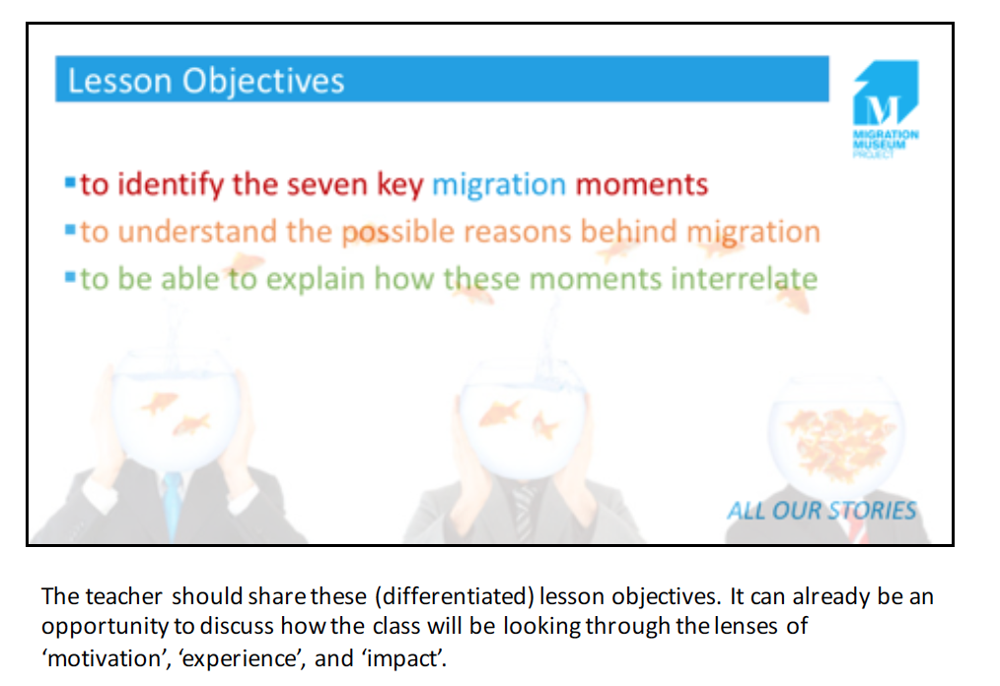 Lesson Objectives
M
MIGRATION
MUSEUM
PROJECT
▪to identify the seven key migration moments
▪to understand the possible reasons behind migration
▪to be able to explain how these moments interrelate
ALL OUR STORIES
The teacher should share these (differentiated) lesson objectives. It can already be an
opportunity to discuss how the class will be looking through the lenses of
‘motivation’, ‘experience’, and ‘impact’.